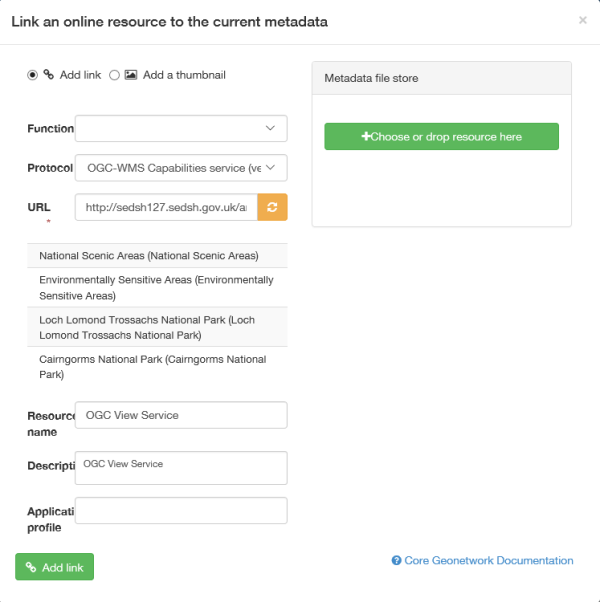 Link an online resource to the current metadata
×
Add link
Add a thumbnail
Function
Protocol
OGC-WMS Capabilities service (ve
URL
http://sedsh127.sedsh.gov.uk/a
*
National Scenic Areas (National Scenic Areas)
Environmentally Sensitive Areas (Environmentally
Sensitive Areas)
Loch Lomond Trossachs National Park (Loch
Lomond Trossachs National Park)
Cairngorms National Park (Cairngorms National
Park)
Resource
name
OGC View Service
Descripti
OGC View Service
Applicati
profile
Add link
Metadata file store
+Choose or drop resource here
Core Geonetwork Documentation